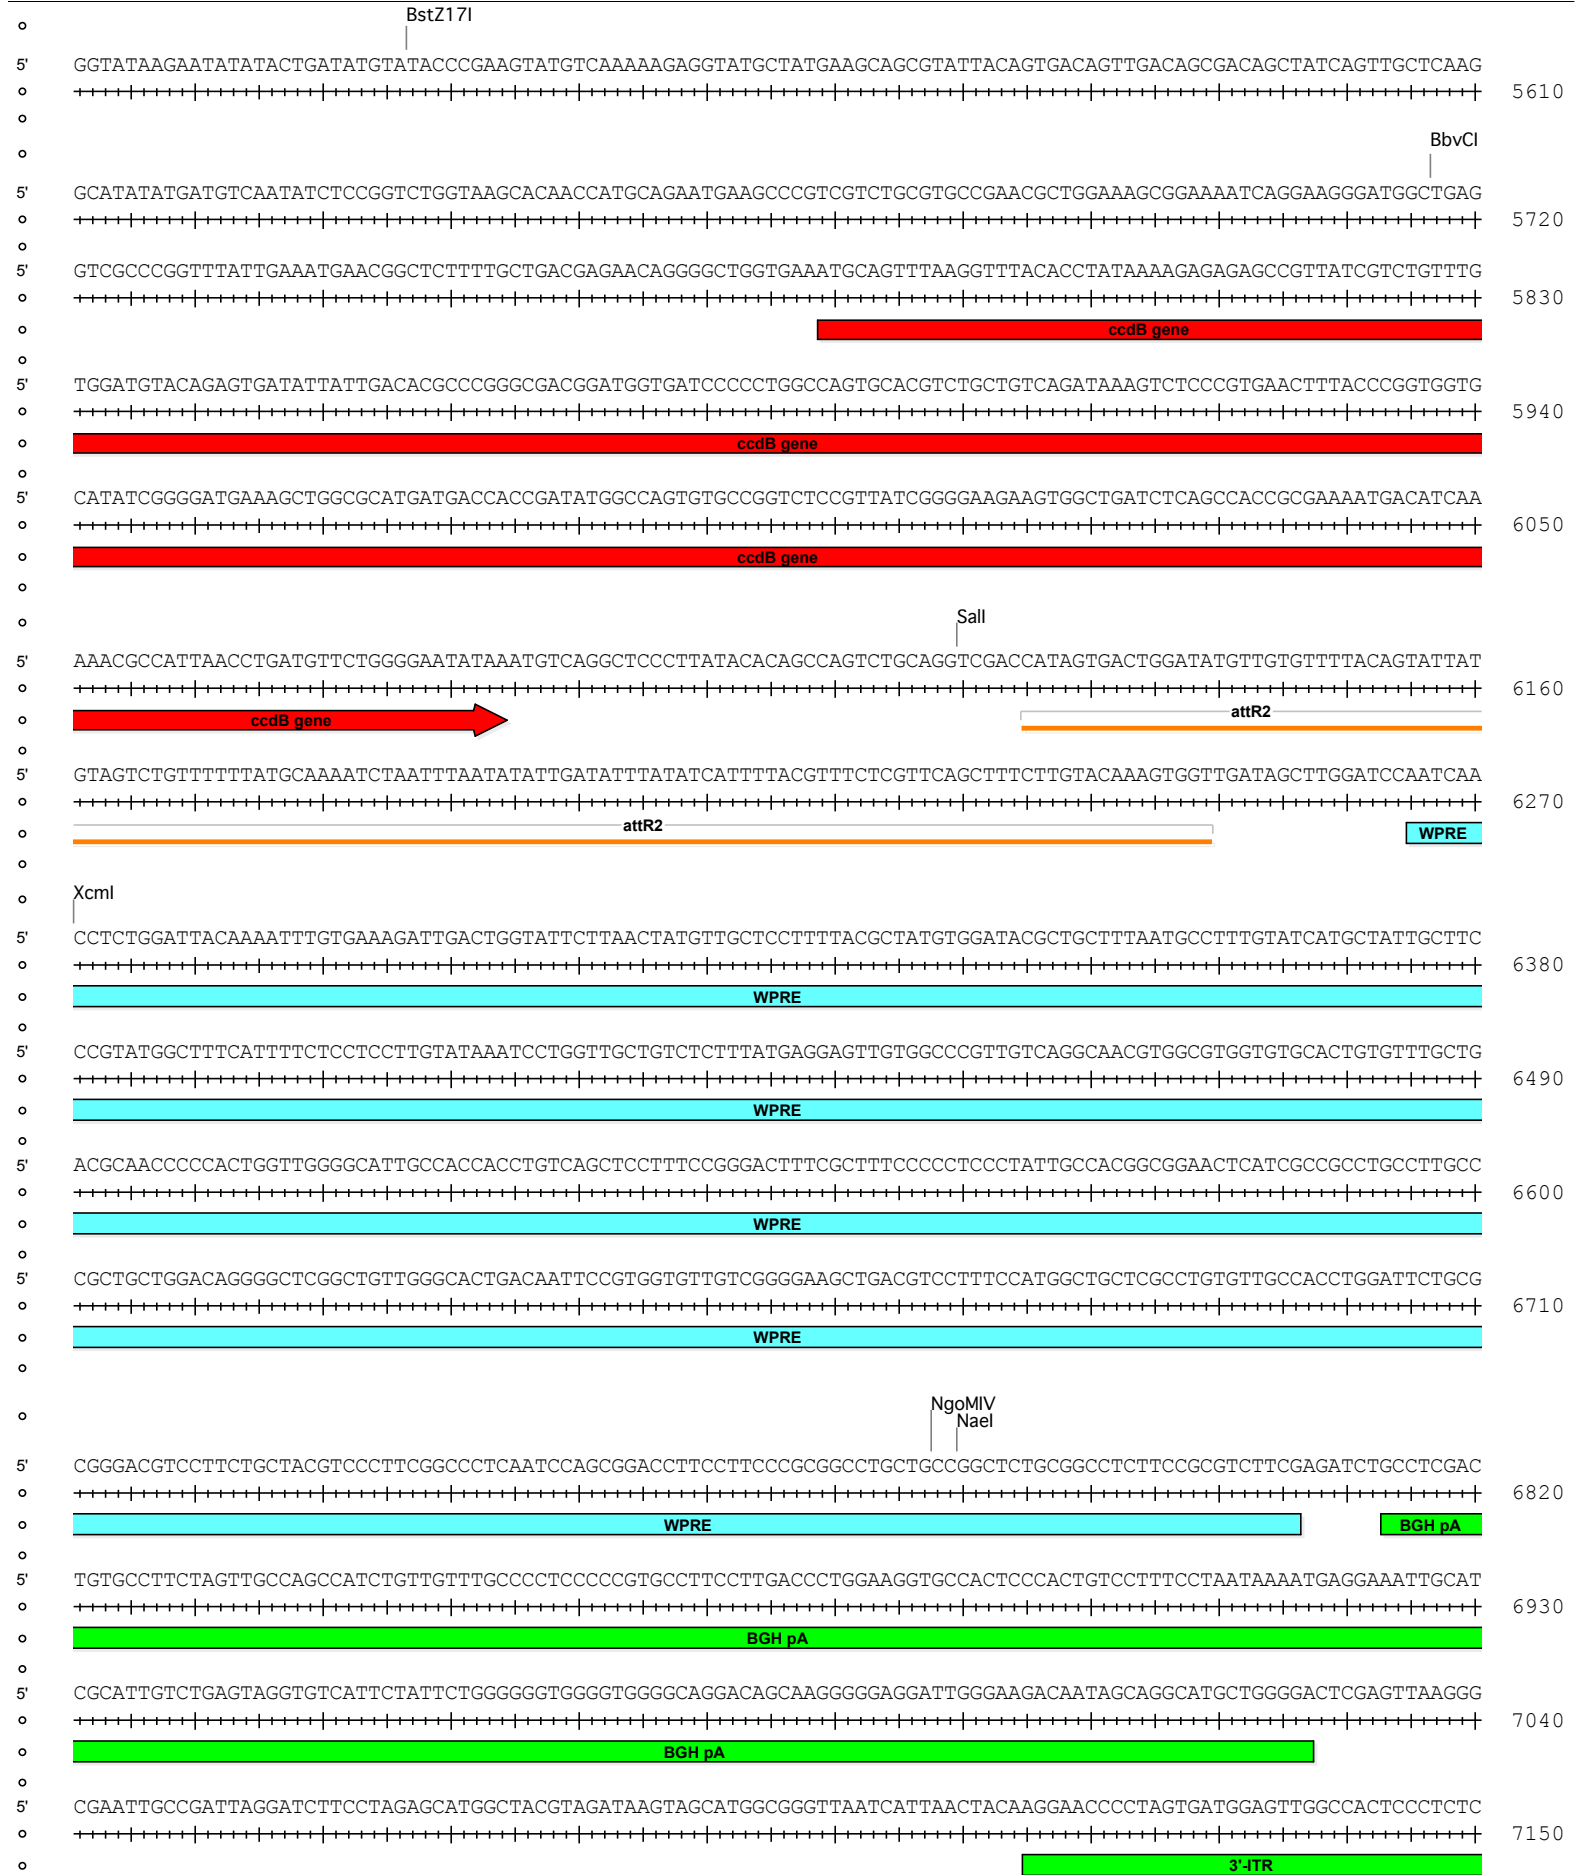 BstZ17I
5' GGTATAAGAATATATATACTGATATGTATACCCGAAGTATGTCAAAAAGAGGTATGCTATGAAGCAGCGTATTACAGTGACAGTTGACAGCGACAGCTATCAGTTGCTCAAG
5610
BbvCI
5' GCATATATGATGTCAATATCTCCGGTCTGGTAAGCACAACCATGCAGAATGAAGCCCGTCGTCTGCGTGCCGAACGCTGGAAAGCGGAAAATCAGGAAGGGATGGCTGAG
5720
5' GTCGCCCGGTTTATTGAAATGAACGGCTCTTTTGCTGACGAGAACAGGGGCTGGTGAAATGCAGTTTAAGGTTTACACCTATAAAAGAGAGAGCCGTTATCGTCTGTTTG
5830
ccdB gene
5' TGGATGTACAGAGTGATATTATTGACACGCCCGGGCGACGGATGGTGATCCCCCTGGCCAGTGCACGTCTGCTGTCAGATAAAGTCTCCCGTGAACTTTACCCGGTGGTG
5940
ccdB gene
5' CATATCGGGGATGAAAGCTGGCGCATGATGACCACCGATATGGCCAGTGTGCCGGTCTCCGTTATCGGGGAAGAAGTGGCTGATCTCAGCCACCGCGAAAATGACATCAA
6050
ccdB gene
SalI
5' AAACGCCATTAACCTGATGTTCTGGGGAATATAAATGTCAGGCTCCCTTATACACAGCCAGTCTGCAGGTCGACCATAGTGACTGGATATGTTGTGTTTTACAGTATTAT
6160
ccdB gene attR2
5' GTAGTCTGTTTTTTATGCAAAATCTAATTTAATATATTGATATTTATATCATTTTACGTTTCTCGTTCAGCTTTCTTGTACAAAGTGGTTGATAGCTTGGATCCAATCAA
6270
attR2 WPRE
XcmI
5' CCTCTGGATTACAAAATTTGTGAAAGATTGACTGGTATTCTTAACTATGTTGCTCCTTTTACGCTATGTGGATACGCTGCTTTAATGCCTTTGTATCATGCTATTGCTTC
6380
WPRE
5' CCGTATGGCTTTCATTTTCTCCTCCTTGTATAAATCCTGGTTGCTGTCTCTTTATGAGGAGTTGTGGCCCGTTGTCAGGCAACGTGGCGTGGTGTGCACTGTGTTTGCTG
6490
WPRE
5' ACGCAACCCCCACTGGTTGGGGCATTGCCACCACCTGTCAGCTCCTTTCCGGGACTTTCGCTTTCCCCCTCCCTATTGCCACGGCGGAACTCATCGCCGCCTGCCTTGCC
6600
WPRE
5' CGCTGCTGGACAGGGGCTCGGCTGTTGGGCACTGACAATTCCGTGGTGTTGTCGGGGAAGCTGACGTCCTTTCCATGGCTGCTCGCCTGTGTTGCCACCTGGATTCTGCG
6710
WPRE
NgoMIV
NaeI
5' CGGGACGTCCTTCTGCTACGTCCCTTCGGCCCTCAATCCAGCGGACCTTCCTTCCCGCGGCCTGCTGCCGGCTCTGCGGCCTCTTCCGCGTCTTCGAGATCTGCCTCGAC
6820
WPRE BGH pA
5' TGTGCCTTCTAGTTGCCAGCCATCTGTTGTTTGCCCCTCCCCCGTGCCTTCCTTGACCCTGGAAGGTGCCACTCCCACTGTCCTTTCCTAATAAAATGAGGAAATTGCAT
6930
BGH pA
5' CGCATTGTCTGAGTAGGTGTCATTCTATTCTGGGGGGTGGGGTGGGGCAGGACAGCAAGGGGGAGGATTGGGAAGACAATAGCAGGCATGCTGGGGACTCGAGTTAAGGG
7040
BGH pA
5' CGAATTGCCGATTAGGATCTTCCTAGAGCATGGCTACGTAGATAAGTAGCATGGCGGGTTAATCATTAACTACAAGGAACCCCTAGTGATGGAGTTGGCCACTCCCTCTC
7150
3'-ITR